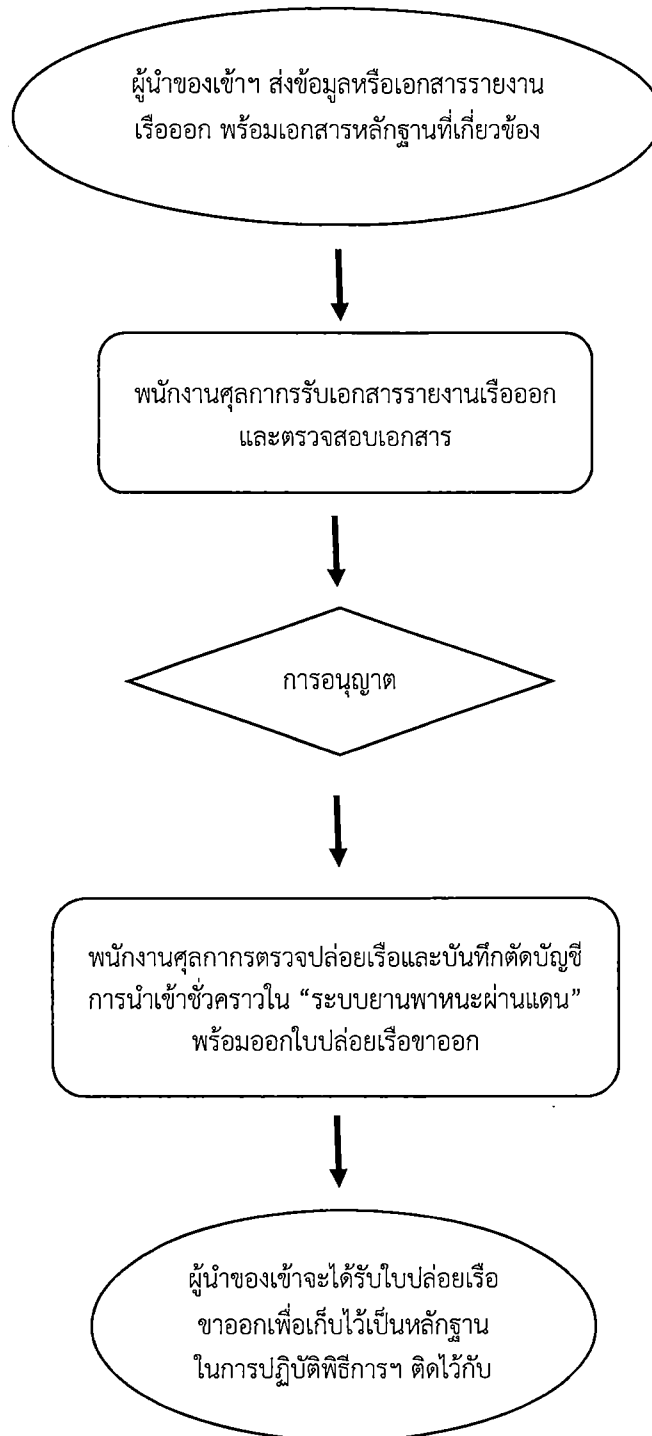 ผู้นำของเข้าฯ ส่งข้อมูลหรือเอกสารรายงาน
เรือออก พร้อมเอกสารหลักฐานที่เกี่ยวข้อง
พนักงานศุลกากรรับเอกสารรายงานเรือออก
และตรวจสอบเอกสาร
การอนุญาต
พนักงานศุลกากรตรวจปล่อยเรือและบันทึกตัดบัญชี
การนำเข้าชั่วคราวใน “ระบบยานพาหนะผ่านแดน”
พร้อมออกใบปล่อยเรือขาออก
ผู้นำของเข้าจะได้รับใบปล่อยเรือ
ขาออกเพื่อเก็บไว้เป็นหลักฐาน
ในการปฏิบัติพิธีการฯ ติดไว้กับ